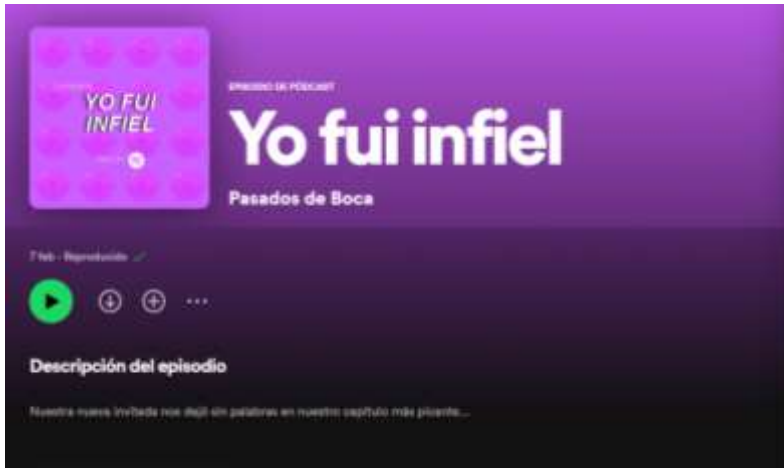 YO FUI
INFIEL
EPISODIO DE PÓDCAST
Yo fui infiel
Pasados de Boca
7 feb · Reproducido
Descripción del episodio
Nuestra nueva invitada nos dejó sin palabras en nuestro capítulo más picante...